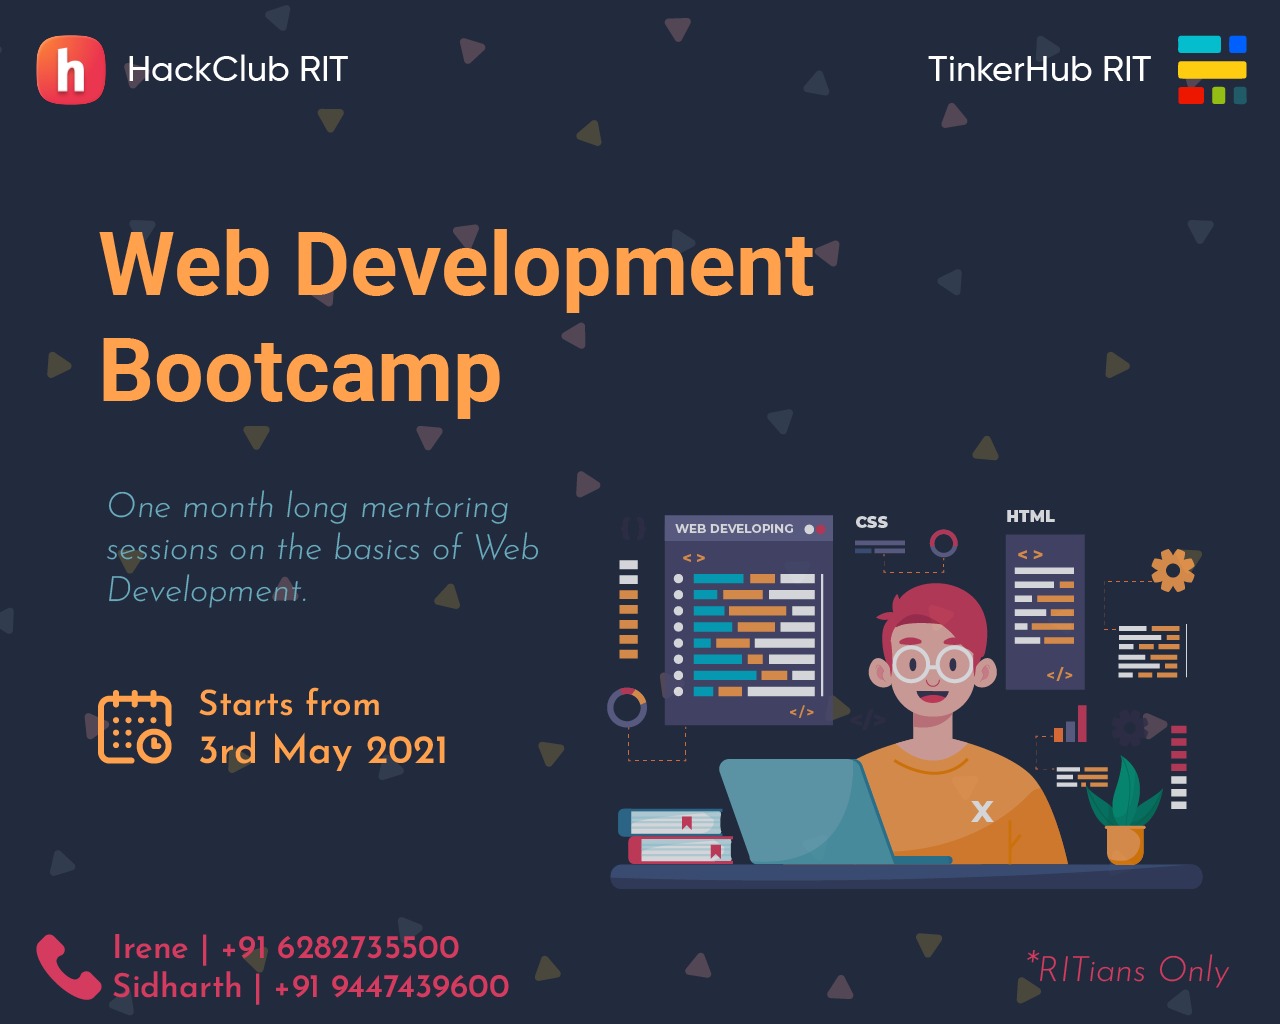 h HackClub RIT
TinkerHub RIT
Web Development
Bootcamp
One month long mentoring
sessions on the basics of Web
Development.
Starts from
3rd May 2021
{ }
WEB DEVELOPING
< >
</>
CSS
</>
HTML
< >
</>
X
Irene | +91 6282735500
Sidharth | +91 9447439600
*RITians Only